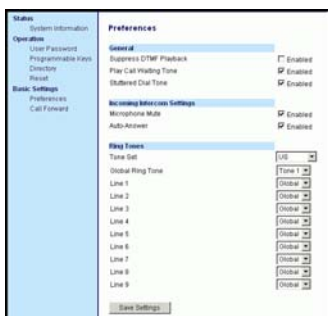 Status
System Information
Operation
User Password
Programmable Keys
Directory
Reset
Basic Settings
Preferences
Call Forward
Preferences
General
Suppress DTMF Playback Enabled
Play Call Waiting Tone Enabled
Stuttered Dial Tone Enabled
Incoming Intercom Settings
Microphone Mute Enabled
Auto-Answer Enabled
Ring Tones
Tone Set US
Global Ring Tone Tone 1
Line 1 Global
Line 2 Global
Line 3 Global
Line 4 Global
Line 5 Global
Line 6 Global
Line 7 Global
Line 8 Global
Line 9 Global
Save Settings